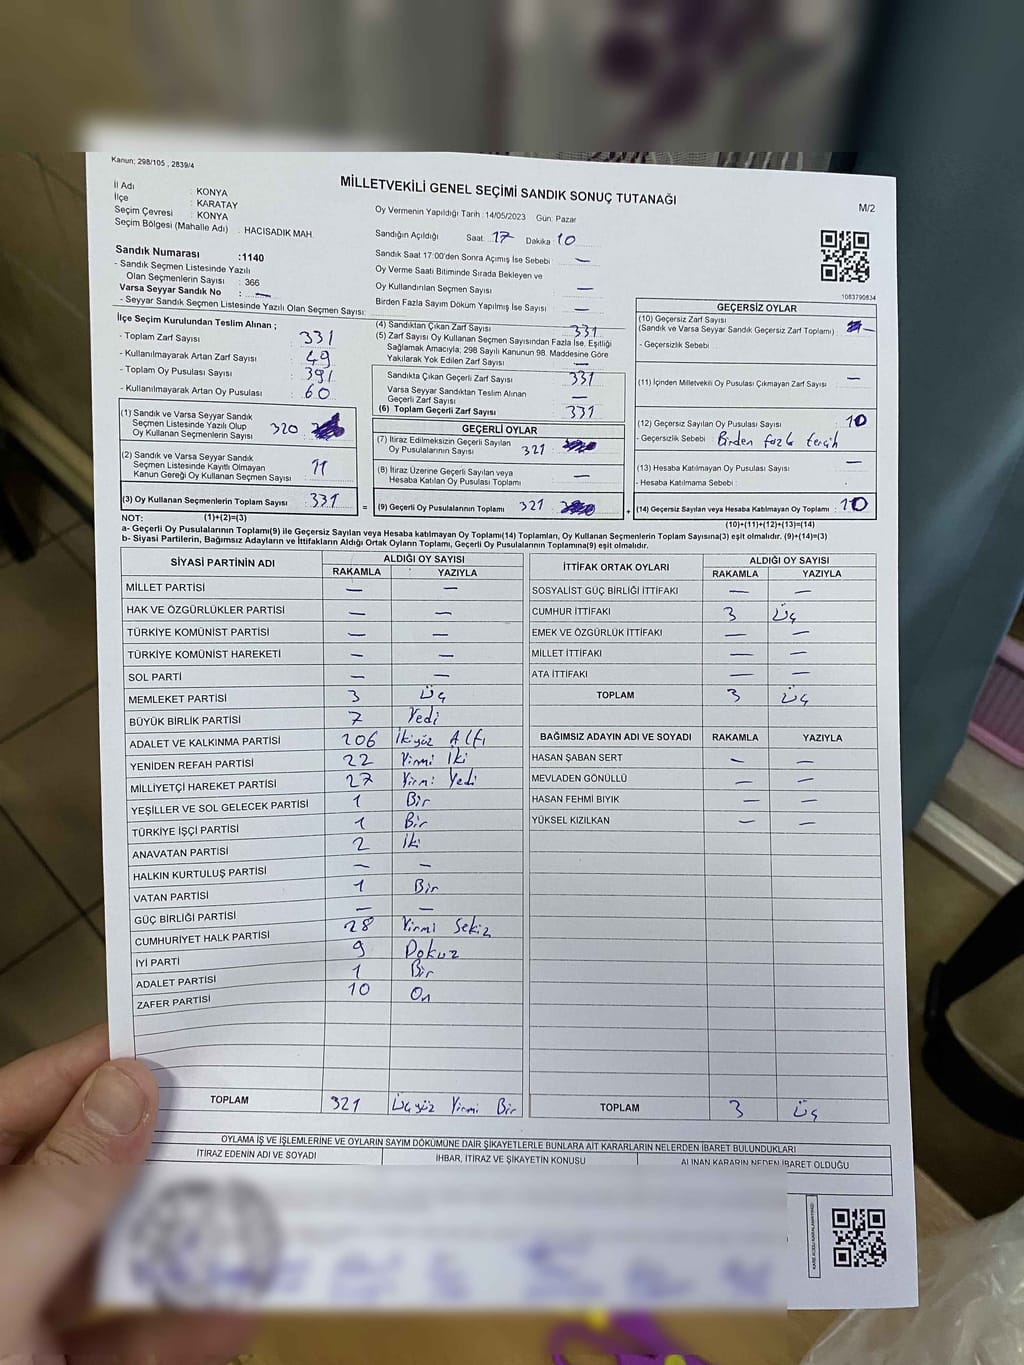 Kanun; 298/105 , 2839/4
MİLLETVEKİLİ GENEL SEÇİMİ SANDIK SONUÇ TUTANAĞI
M/2
İl Adı : KONYA
İlçe : KARATAY
Seçim Çevresi : KONYA
Seçim Bölgesi (Mahalle Adı) : HACISADIK MAH.
Sandık Numarası :1140
- Sandık Seçmen Listesinde Yazılı
Olan Seçmenlerin Sayısı : 366
Varsa Seyyar Sandık No : —
- Seyyar Sandık Seçmen Listesinde Yazılı Olan Seçmen Sayısı:
Oy Vermenin Yapıldığı Tarih : 14/05/2023 Gün: Pazar
Sandığın Açıldığı Saat 17 Dakika 10
Sandık Saat 17:00'den Sonra Açımış İse Sebebi : —
Oy Verme Saati Bitiminde Sırada Bekleyen ve
Oy Kullandırılan Seçmen Sayısı : —
Birden Fazla Sayım Döküm Yapılmış İse Sayısı : —
1083790834
İlçe Seçim Kurulundan Teslim Alınan ;
- Toplam Zarf Sayısı : 331
- Kullanılmayarak Artan Zarf Sayısı : 49
- Toplam Oy Pusulası Sayısı : 391
- Kullanılmayarak Artan Oy Pusulası : 60
(1) Sandık ve Varsa Seyyar Sandık
Seçmen Listesinde Yazılı Olup
Oy Kullanan Seçmenlerin Sayısı 320
(2) Sandık ve Varsa Seyyar Sandık
Seçmen Listesinde Kayıtlı Olmayan
Kanun Gereği Oy Kullanan Seçmen Sayısı : 11
(3) Oy Kullanan Seçmenlerin Toplam Sayısı : 331
(4) Sandıktan Çıkan Zarf Sayısı : 331
(5) Zarf Sayısı Oy Kullanan Seçmen Sayısından Fazla İse, Eşitliği
Sağlamak Amacıyla; 298 Sayılı Kanunun 98. Maddesine Göre
Yakılarak Yok Edilen Zarf Sayısı : —
Sandıkta Çıkan Geçerli Zarf Sayısı : 331
Varsa Seyyar Sandıktan Teslim Alınan
Geçerli Zarf Sayısı : —
(6) Toplam Geçerli Zarf Sayısı : 331
GEÇERLİ OYLAR
(7) İtiraz Edilmeksizin Geçerli Sayılan
Oy Pusulalarının Sayısı : 321
(8) İtiraz Üzerine Geçerli Sayılan veya
Hesaba Katılan Oy Pusulası Toplamı : —
= (9) Geçerli Oy Pusulalarının Toplamı : 321
GEÇERSİZ OYLAR
(10) Geçersiz Zarf Sayısı
(Sandık ve Varsa Seyyar Sandık Geçersiz Zarf Toplamı) : —
- Geçersizlik Sebebi :
(11) İçinden Milletvekili Oy Pusulası Çıkmayan Zarf Sayısı : —
(12) Geçersiz Sayılan Oy Pusulası Sayısı : 10
- Geçersizlik Sebebi : Birden fazla tercih
(13) Hesaba Katılmayan Oy Pusulası Sayısı : —
- Hesaba Katılmama Sebebi :
+ (14) Geçersiz Sayılan veya Hesaba Katılmayan Oy Toplamı : 10
NOT: (1)+(2)=(3)
(10)+(11)+(12)+(13)=(14)
a- Geçerli Oy Pusulalarının Toplamı(9) ile Geçersiz Sayılan veya Hesaba katılmayan Oy Toplamı(14) Toplamları, Oy Kullanan Seçmenlerin Toplam Sayısına(3) eşit olmalıdır. (9)+(14)=(3)
b- Siyasi Partilerin, Bağımsız Adayların ve İttifakların Aldığı Ortak Oyların Toplamı, Geçerli Oy Pusulalarının Toplamına(9) eşit olmalıdır.
SİYASİ PARTİNİN ADI ALDIĞI OY SAYISI
RAKAMLA YAZIYLA
MİLLET PARTİSİ — —
HAK VE ÖZGÜRLÜKLER PARTİSİ — —
TÜRKİYE KOMÜNİST PARTİSİ — —
TÜRKİYE KOMÜNİST HAREKETİ — —
SOL PARTİ — —
MEMLEKET PARTİSİ 3 Üç
BÜYÜK BİRLİK PARTİSİ 7 Yedi
ADALET VE KALKINMA PARTİSİ 206 İkiyüz Altı
YENİDEN REFAH PARTİSİ 22 Yirmi İki
MİLLİYETÇİ HAREKET PARTİSİ 27 Yirmi Yedi
YEŞİLLER VE SOL GELECEK PARTİSİ 1 Bir
TÜRKİYE İŞÇİ PARTİSİ 1 Bir
ANAVATAN PARTİSİ 2 İki
HALKIN KURTULUŞ PARTİSİ — —
VATAN PARTİSİ 1 Bir
GÜÇ BİRLİĞİ PARTİSİ — —
CUMHURİYET HALK PARTİSİ 28 Yirmi Sekiz
İYİ PARTİ 9 Dokuz
ADALET PARTİSİ 1 Bir
ZAFER PARTİSİ 10 On
TOPLAM 321 Üçyüz Yirmi Bir
İTTİFAK ORTAK OYLARI ALDIĞI OY SAYISI
RAKAMLA YAZIYLA
SOSYALİST GÜÇ BİRLİĞİ İTTİFAKI — —
CUMHUR İTTİFAKI 3 Üç
EMEK VE ÖZGÜRLÜK İTTİFAKI — —
MİLLET İTTİFAKI — —
ATA İTTİFAKI — —
TOPLAM 3 Üç
BAĞIMSIZ ADAYIN ADI VE SOYADI RAKAMLA YAZIYLA
HASAN ŞABAN SERT — —
MEVLADEN GÖNÜLLÜ — —
HASAN FEHMİ BIYIK — —
YÜKSEL KIZILKAN — —
TOPLAM 3 Üç
OYLAMA İŞ VE İŞLEMLERİNE VE OYLARIN SAYIM DÖKÜMÜNE DAİR ŞİKAYETLERLE BUNLARA AİT KARARLARIN NELERDEN İBARET BULUNDUKLARI
İTİRAZ EDENİN ADI VE SOYADI İHBAR, İTİRAZ VE ŞİKAYETİN KONUSU ALINAN KARARIN NEDEN İBARET OLDUĞU